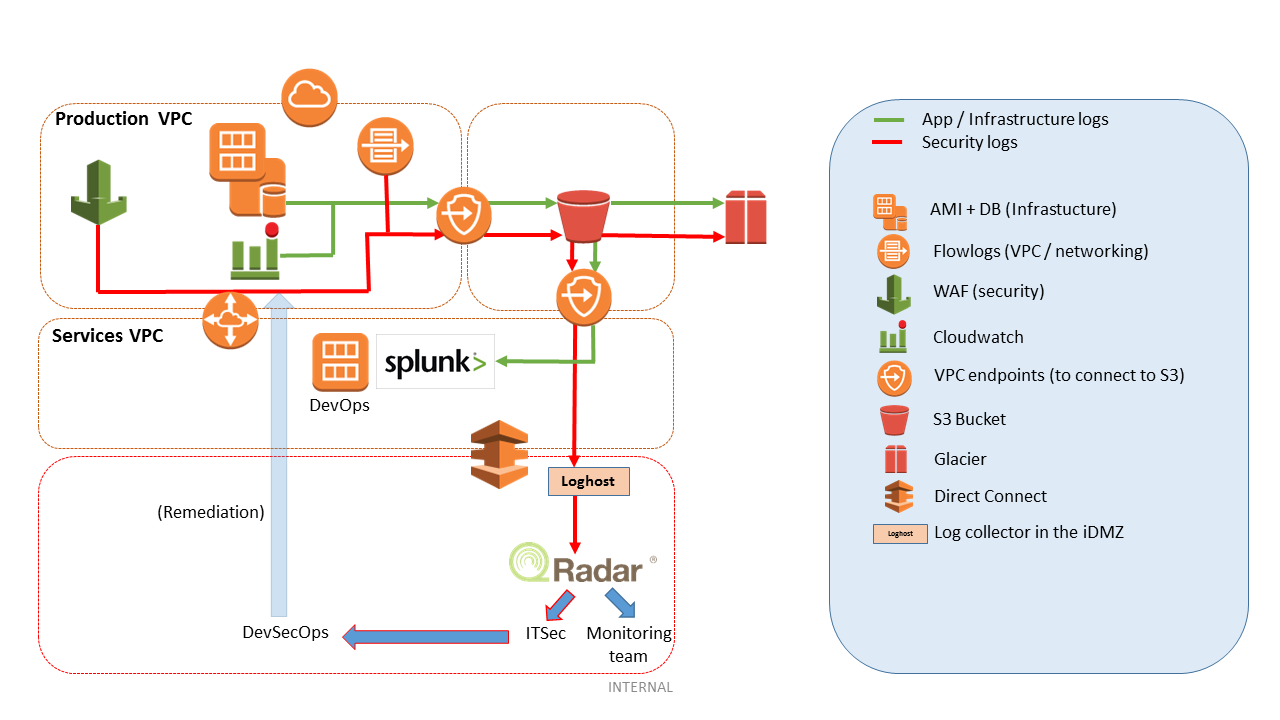 Production VPC
Services VPC
splunk>
DevOps
Loghost
(Remediation)
QRadar ®
DevSecOps
ITSec
Monitoring
team
INTERNAL
App / Infrastructure logs
Security logs
AMI + DB (Infrastucture)
Flowlogs (VPC / networking)
WAF (security)
Cloudwatch
VPC endpoints (to connect to S3)
S3 Bucket
Glacier
Direct Connect
Loghost
Log collector in the iDMZ